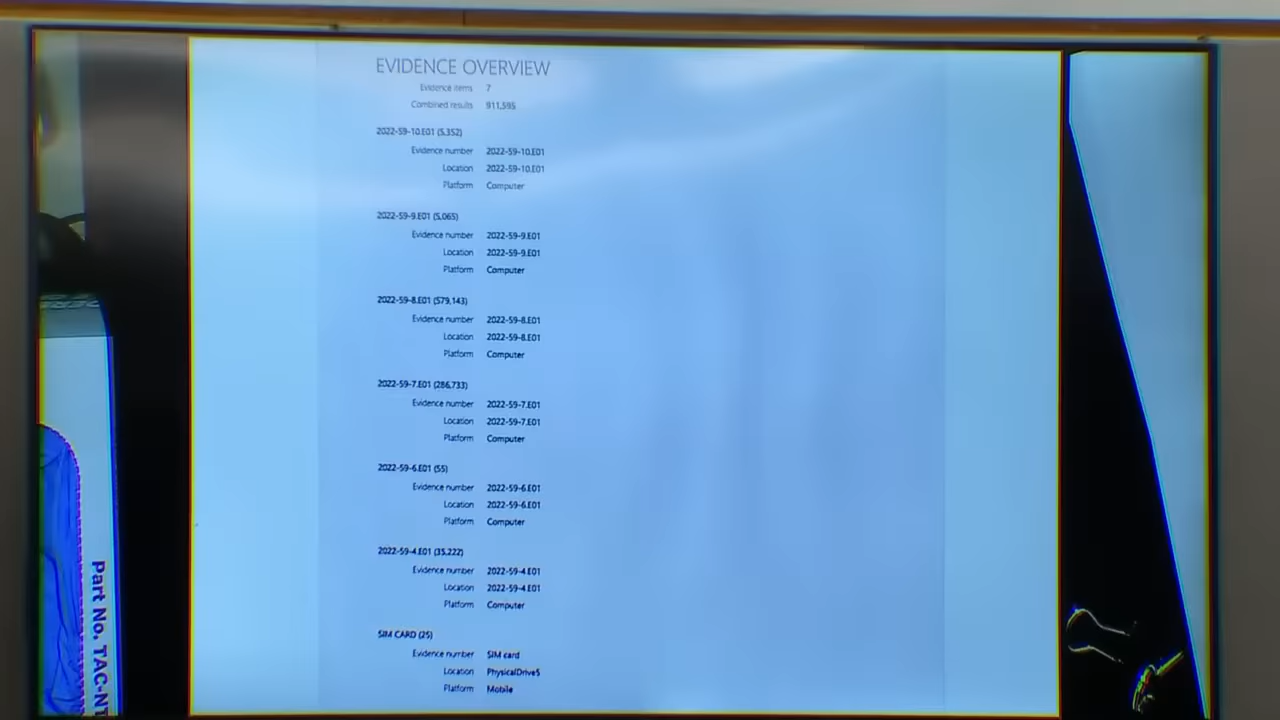 EVIDENCE OVERVIEW
Evidence items 7
Combined results 911,595
2022-59-10.E01 (5,352)
Evidence number 2022-59-10.E01
Location 2022-59-10.E01
Platform Computer
2022-59-9.E01 (5,065)
Evidence number 2022-59-9.E01
Location 2022-59-9.E01
Platform Computer
2022-59-8.E01 (579,143)
Evidence number 2022-59-8.E01
Location 2022-59-8.E01
Platform Computer
2022-59-7.E01 (286,733)
Evidence number 2022-59-7.E01
Location 2022-59-7.E01
Platform Computer
2022-59-6.E01 (55)
Evidence number 2022-59-6.E01
Location 2022-59-6.E01
Platform Computer
2022-59-4.E01 (35,222)
Evidence number 2022-59-4.E01
Location 2022-59-4.E01
Platform Computer
SIM CARD (25)
Evidence number SIM card
Location PhysicalDrive5
Platform Mobile
Part No. TAC-N